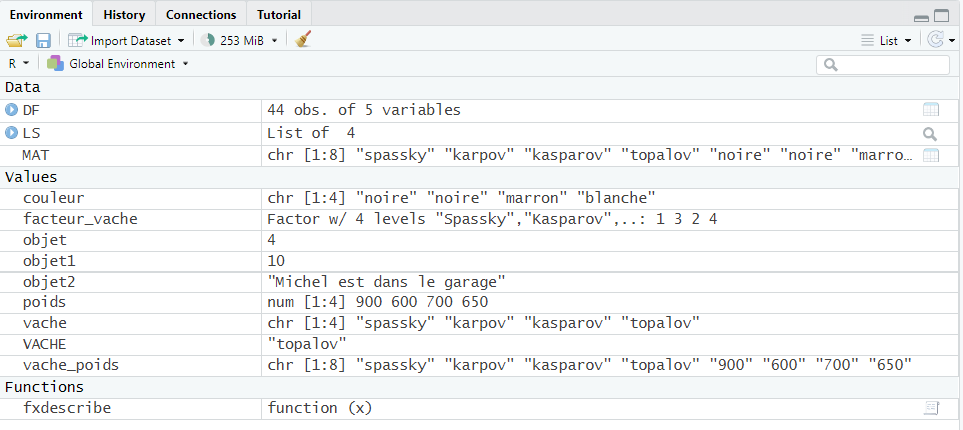 Environment History Connections Tutorial
Import Dataset 253 MiB List
R Global Environment
Data
DF 44 obs. of 5 variables
LS List of  4
MAT chr [1:8] "spassky" "karpov" "kasparov" "topalov" "noire" "noire" "marro…
Values
couleur chr [1:4] "noire" "noire" "marron" "blanche"
facteur_vache Factor w/ 4 levels "Spassky","Kasparov",..: 1 3 2 4
objet 4
objet1 10
objet2 "Michel est dans le garage"
poids num [1:4] 900 600 700 650
vache chr [1:4] "spassky" "karpov" "kasparov" "topalov"
VACHE "topalov"
vache_poids chr [1:8] "spassky" "karpov" "kasparov" "topalov" "900" "600" "700" "650"
Functions
fxdescribe function (x)